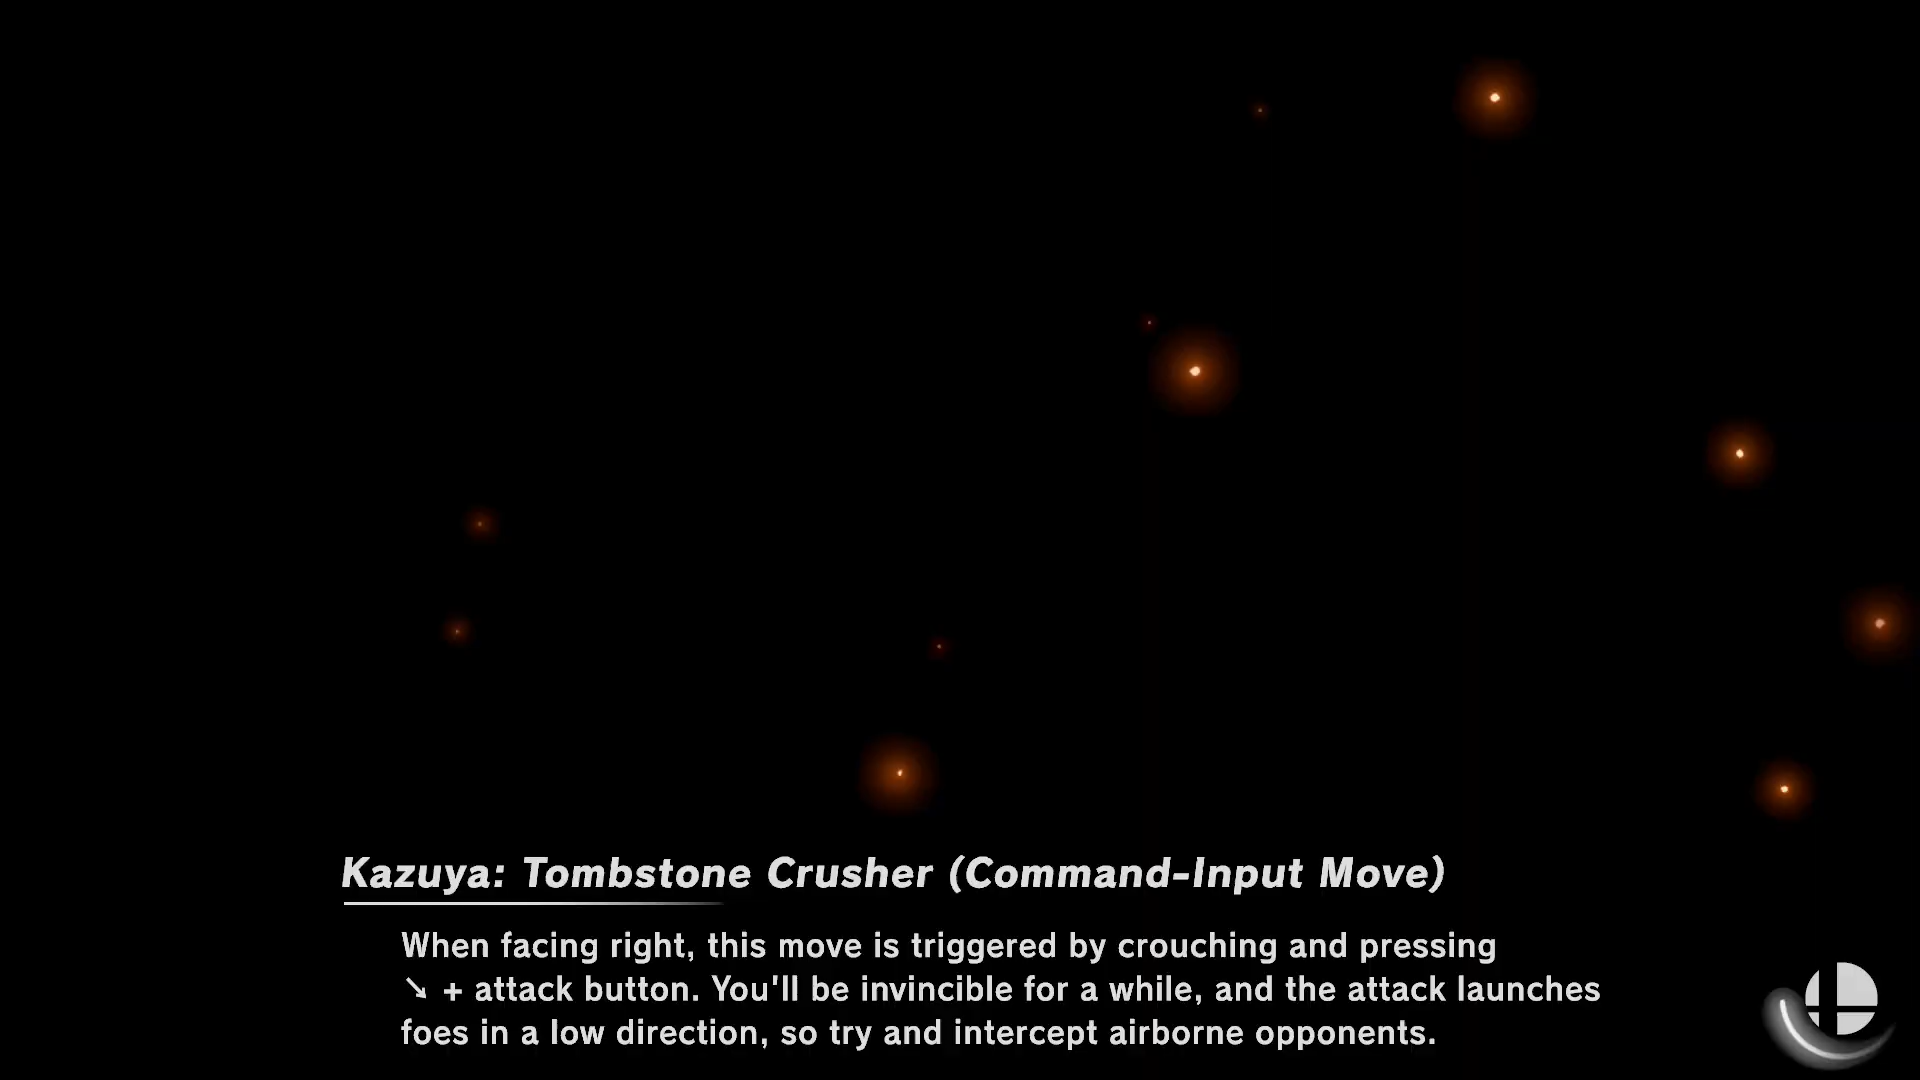 Kazuya: Tombstone Crusher (Command-Input Move)
When facing right, this move is triggered by crouching and pressing
↘ + attack button. You'll be invincible for a while, and the attack launches
foes in a low direction, so try and intercept airborne opponents.